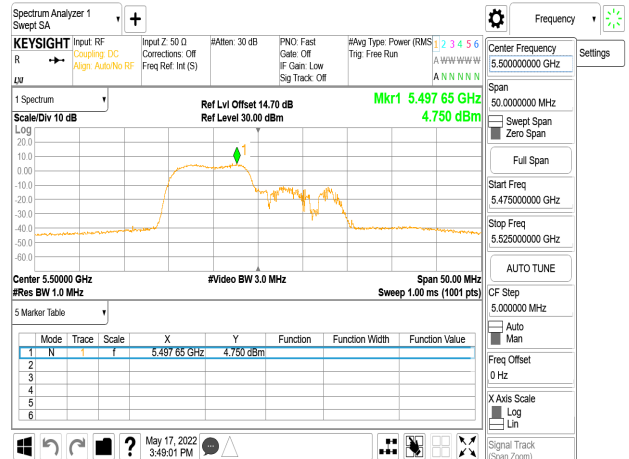 Spectrum Analyzer 1
Swept SA
Frequency
KEYSIGHT
R
Input: RF
Coupling: DC
Align: Auto/No RF
Input Z: 50 Ω
Corrections: Off
Freq Ref: Int (S)
#Atten: 30 dB
PNO: Fast
Gate: Off
IF Gain: Low
Sig Track: Off
#Avg Type: Power (RMS
Trig: Free Run
1 2 3 4 5 6
A W W W W W
A N N N N N
Center Frequency
5.500000000 GHz
Settings
Span
50.0000000 MHz
Swept Span
Zero Span
Full Span
Start Freq
5.475000000 GHz
Stop Freq
5.525000000 GHz
AUTO TUNE
CF Step
5.000000 MHz
Auto
Man
Freq Offset
0 Hz
X Axis Scale
Log
Lin
Signal Track
(Span Zoom)
1 Spectrum
Scale/Div 10 dB
Ref Lvl Offset 14.70 dB
Ref Level 30.00 dBm
Mkr1 5.497 65 GHz
4.750 dBm
Log
20.0
10.0
0.00
-10.0
-20.0
-30.0
-40.0
-50.0
-60.0
1
Center 5.50000 GHz
#Res BW 1.0 MHz
#Video BW 3.0 MHz
Span 50.00 MHz
Sweep 1.00 ms (1001 pts)
5 Marker Table
Mode Trace Scale X Y Function Function Width Function Value
1 N 1 f 5.497 65 GHz 4.750 dBm
2
3
4
5
6
?
May 17, 2022
3:49:01 PM